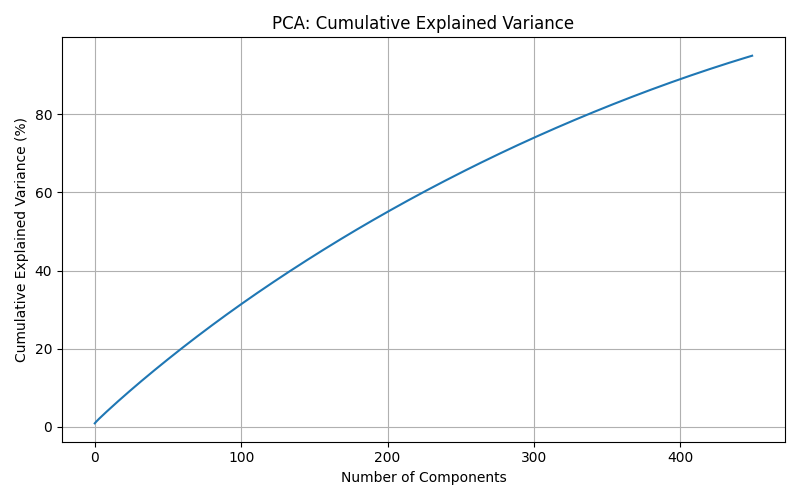 PCA: Cumulative Explained Variance
Cumulative Explained Variance (%)
80
60
40
20
0
0 100 200 300 400
Number of Components